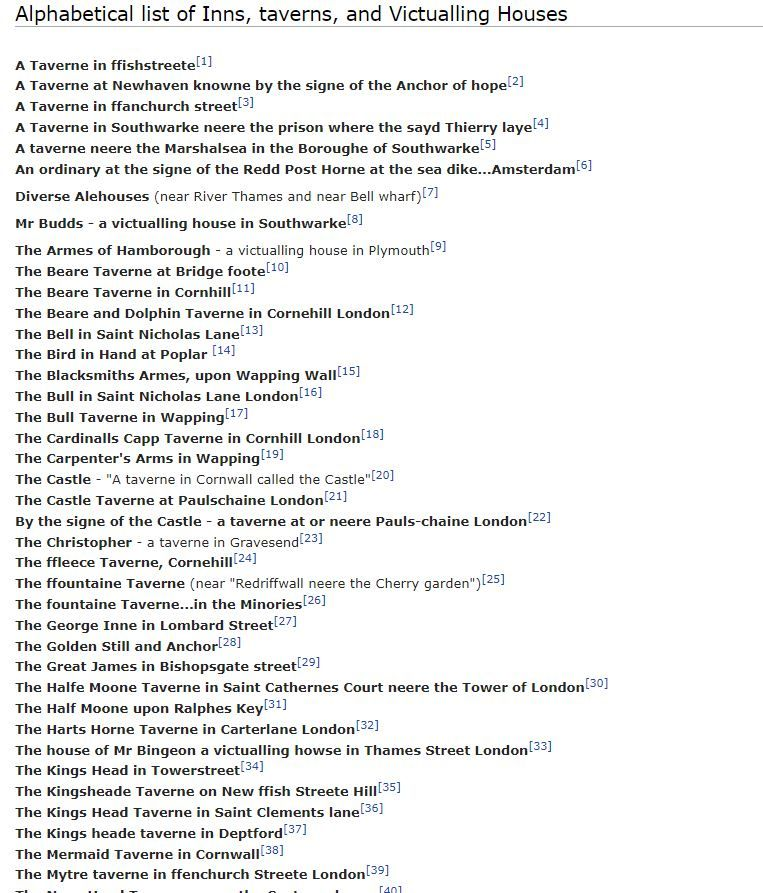 Alphabetical list of Inns, taverns, and Victualling Houses
A Taverne in ffishstreete[1]
A Taverne at Newhaven knowne by the signe of the Anchor of hope[2]
A Taverne in ffanchurch street[3]
A Taverne in Southwarke neere the prison where the sayd Thierry laye[4]
A taverne neere the Marshalsea in the Boroughe of Southwarke[5]
An ordinary at the signe of the Redd Post Horne at the sea dike...Amsterdam[6]
Diverse Alehouses (near River Thames and near Bell wharf)[7]
Mr Budds - a victualling house in Southwarke[8]
The Armes of Hamborough - a victualling house in Plymouth[9]
The Beare Taverne at Bridge foote[10]
The Beare Taverne in Cornhill[11]
The Beare and Dolphin Taverne in Cornehill London[12]
The Bell in Saint Nicholas Lane[13]
The Bird in Hand at Poplar [14]
The Blacksmiths Armes, upon Wapping Wall[15]
The Bull in Saint Nicholas Lane London[16]
The Bull Taverne in Wapping[17]
The Cardinalls Capp Taverne in Cornhill London[18]
The Carpenter's Arms in Wapping[19]
The Castle - "A taverne in Cornwall called the Castle"[20]
The Castle Taverne at Paulschaine London[21]
By the signe of the Castle - a taverne at or neere Pauls-chaine London[22]
The Christopher - a taverne in Gravesend[23]
The ffleece Taverne, Cornehill[24]
The ffountaine Taverne (near "Redriffwall neere the Cherry garden")[25]
The fountaine Taverne...in the Minories[26]
The George Inne in Lombard Street[27]
The Golden Still and Anchor[28]
The Great James in Bishopsgate street[29]
The Halfe Moone Taverne in Saint Cathernes Court neere the Tower of London[30]
The Half Moone upon Ralphes Key[31]
The Harts Horne Taverne in Carterlane London[32]
The house of Mr Bingeon a victualling howse in Thames Street London[33]
The Kings Head in Towerstreet[34]
The Kingsheade Taverne on New ffish Streete Hill[35]
The Kings Head Taverne in Saint Clements lane[36]
The Kings heade taverne in Deptford[37]
The Mermaid Taverne in Cornwall[38]
The Mytre taverne in ffenchurch Streete London[39]
[40]